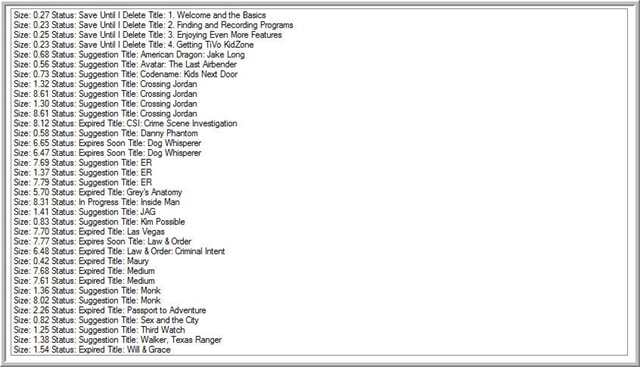 Size: 0.27 Status: Save Until I Delete Title: 1. Welcome and the Basics
Size: 0.23 Status: Save Until I Delete Title: 2. Finding and Recording Programs
Size: 0.25 Status: Save Until I Delete Title: 3. Enjoying Even More Features
Size: 0.23 Status: Save Until I Delete Title: 4. Getting TiVo KidZone
Size: 0.68 Status: Suggestion Title: American Dragon: Jake Long
Size: 0.56 Status: Suggestion Title: Avatar: The Last Airbender
Size: 0.73 Status: Suggestion Title: Codename: Kids Next Door
Size: 1.32 Status: Suggestion Title: Crossing Jordan
Size: 8.61 Status: Suggestion Title: Crossing Jordan
Size: 1.30 Status: Suggestion Title: Crossing Jordan
Size: 8.61 Status: Suggestion Title: Crossing Jordan
Size: 8.12 Status: Expired Title: CSI: Crime Scene Investigation
Size: 0.58 Status: Suggestion Title: Danny Phantom
Size: 6.65 Status: Expires Soon Title: Dog Whisperer
Size: 6.47 Status: Expires Soon Title: Dog Whisperer
Size: 7.69 Status: Suggestion Title: ER
Size: 1.37 Status: Suggestion Title: ER
Size: 7.79 Status: Suggestion Title: ER
Size: 5.70 Status: Expired Title: Grey's Anatomy
Size: 8.31 Status: In Progress Title: Inside Man
Size: 1.41 Status: Suggestion Title: JAG
Size: 0.83 Status: Suggestion Title: Kim Possible
Size: 7.70 Status: Expired Title: Las Vegas
Size: 7.77 Status: Expires Soon Title: Law & Order
Size: 6.48 Status: Expired Title: Law & Order: Criminal Intent
Size: 0.42 Status: Expired Title: Maury
Size: 7.68 Status: Expired Title: Medium
Size: 7.61 Status: Expired Title: Medium
Size: 1.36 Status: Suggestion Title: Monk
Size: 8.02 Status: Suggestion Title: Monk
Size: 2.26 Status: Expired Title: Passport to Adventure
Size: 0.82 Status: Suggestion Title: Sex and the City
Size: 1.25 Status: Suggestion Title: Third Watch
Size: 1.38 Status: Suggestion Title: Walker, Texas Ranger
Size: 1.54 Status: Expired Title: Will & Grace